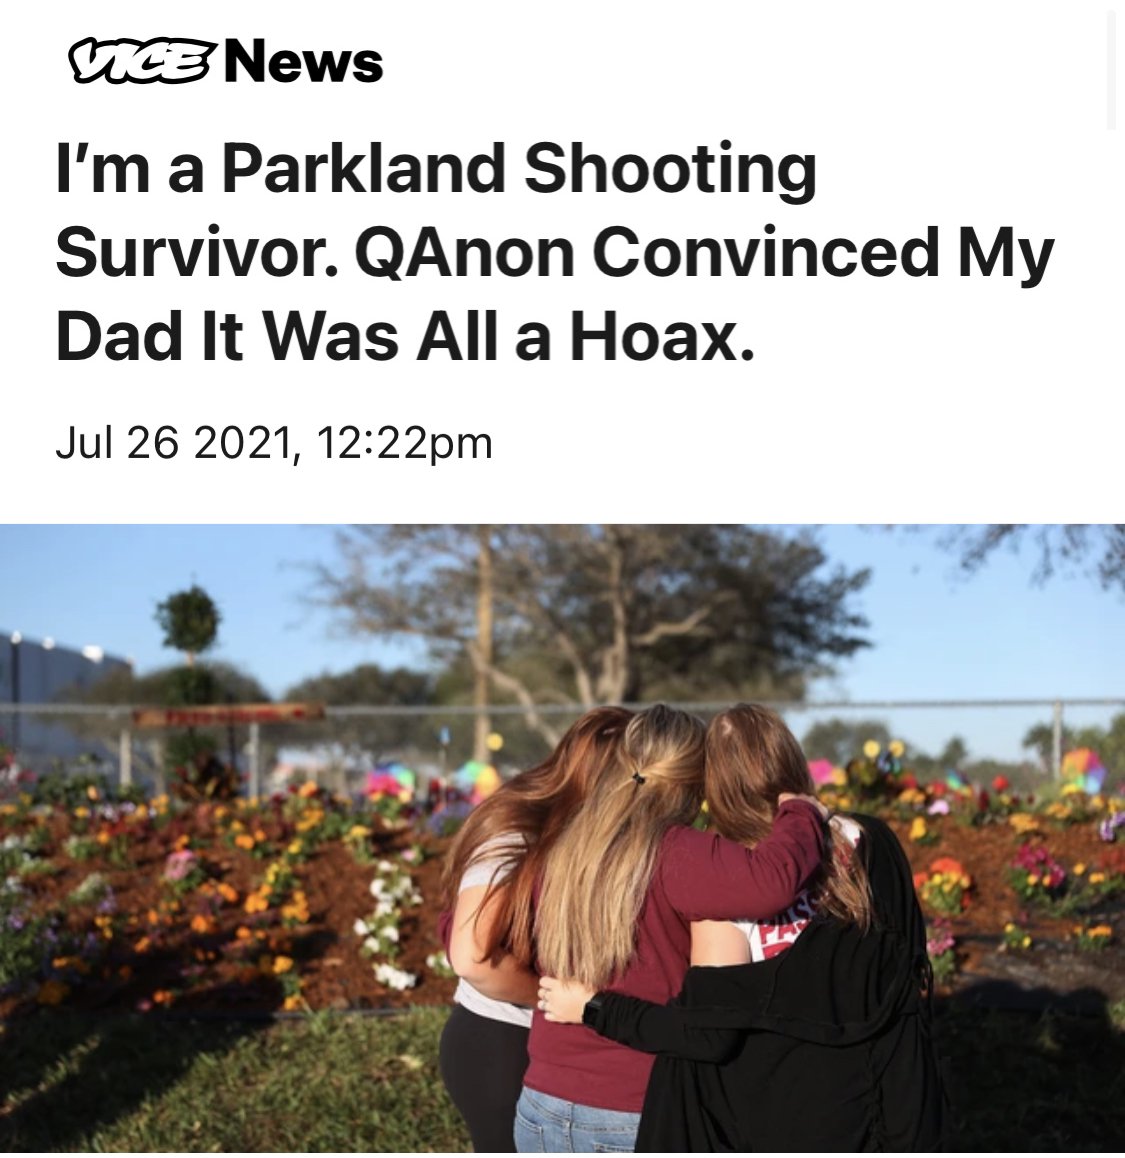 VICE News
I’m a Parkland Shooting
Survivor. QAnon Convinced My
Dad It Was All a Hoax.
Jul 26 2021, 12:22pm